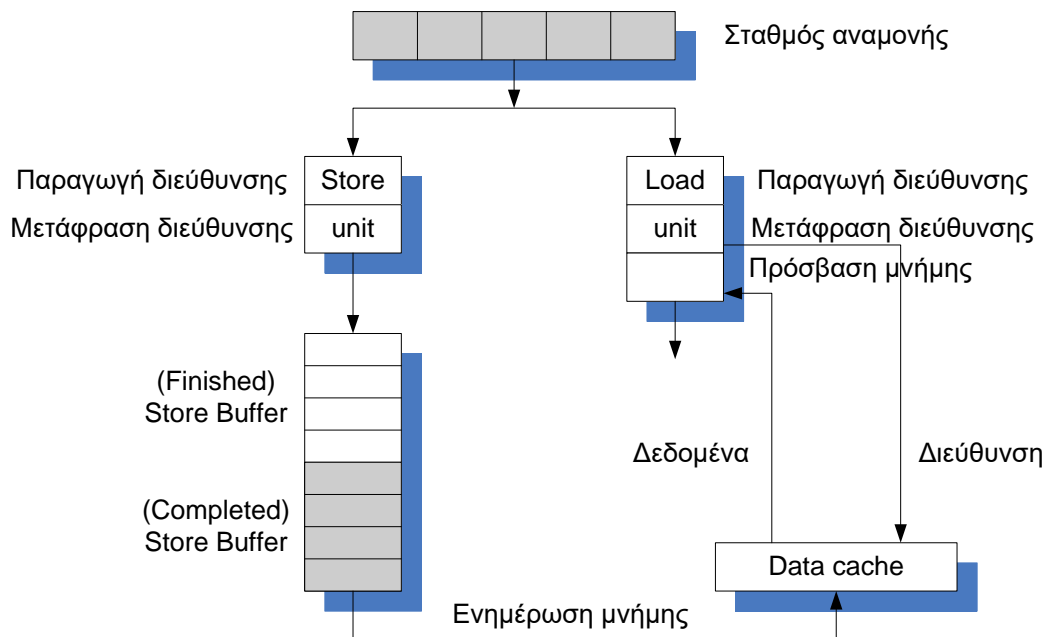 Σταθμός αναμονής
Παραγωγή διεύθυνσης
Store
Load
Παραγωγή διεύθυνσης
Μετάφραση διεύθυνσης
unit
unit
Μετάφραση διεύθυνσης
Πρόσβαση μνήμης
(Finished)
Store Buffer
Δεδομένα
Διεύθυνση
(Completed)
Store Buffer
Data cache
Ενημέρωση μνήμης